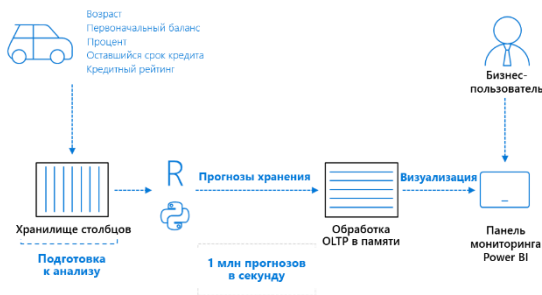 Возраст
Первоначальный баланс
Процент
Оставшийся срок кредита
Кредитный рейтинг
Бизнес-
пользователь
R
Прогнозы хранения
Визуализация
Хранилище столбцов
Подготовка
к анализу
1 млн прогнозов
в секунду
Обработка
OLTP в памяти
Панель
мониторинга
Power BI